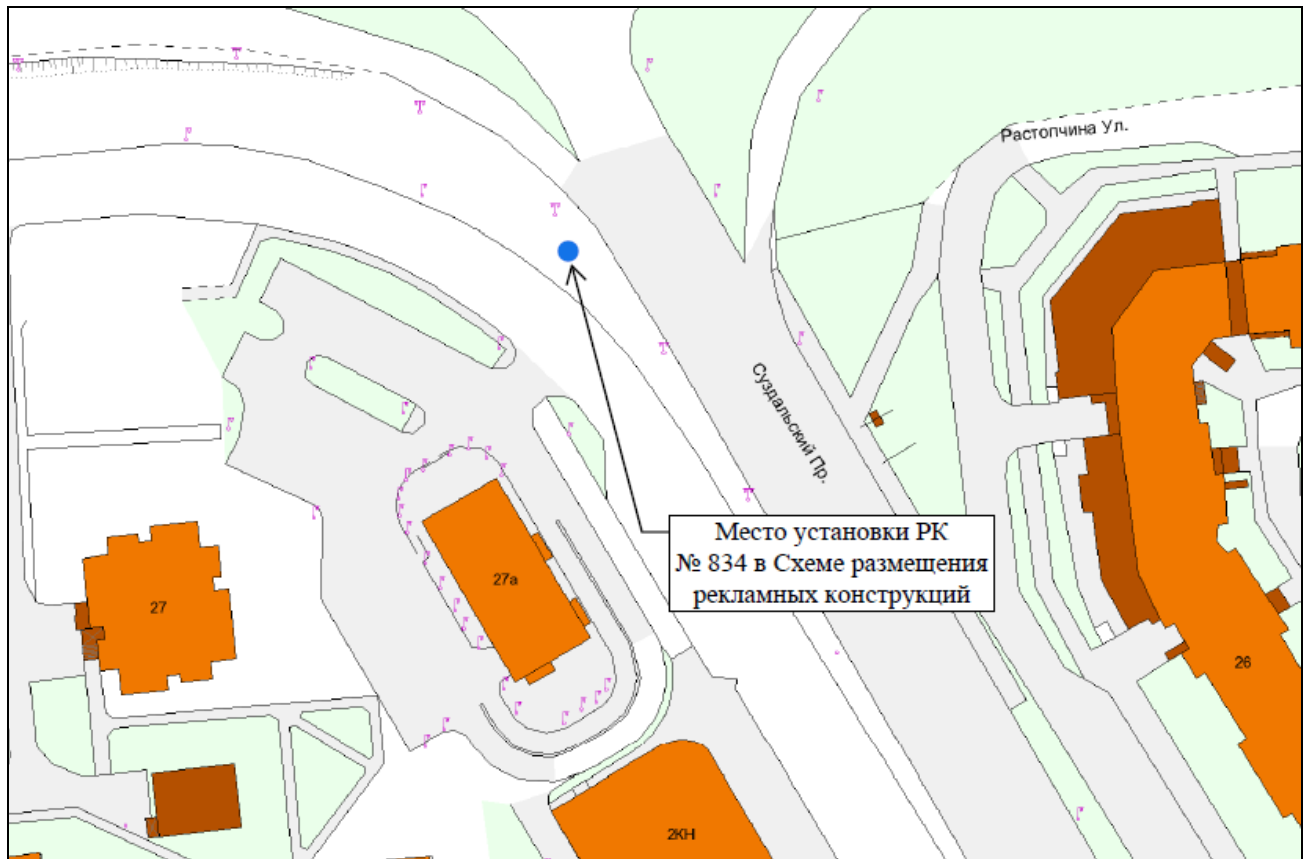 Растопчина Ул.
Суздальский Пр.
Место установки РК
№ 834 в Схеме размещения
рекламных конструкций
27а
27
26
2КН